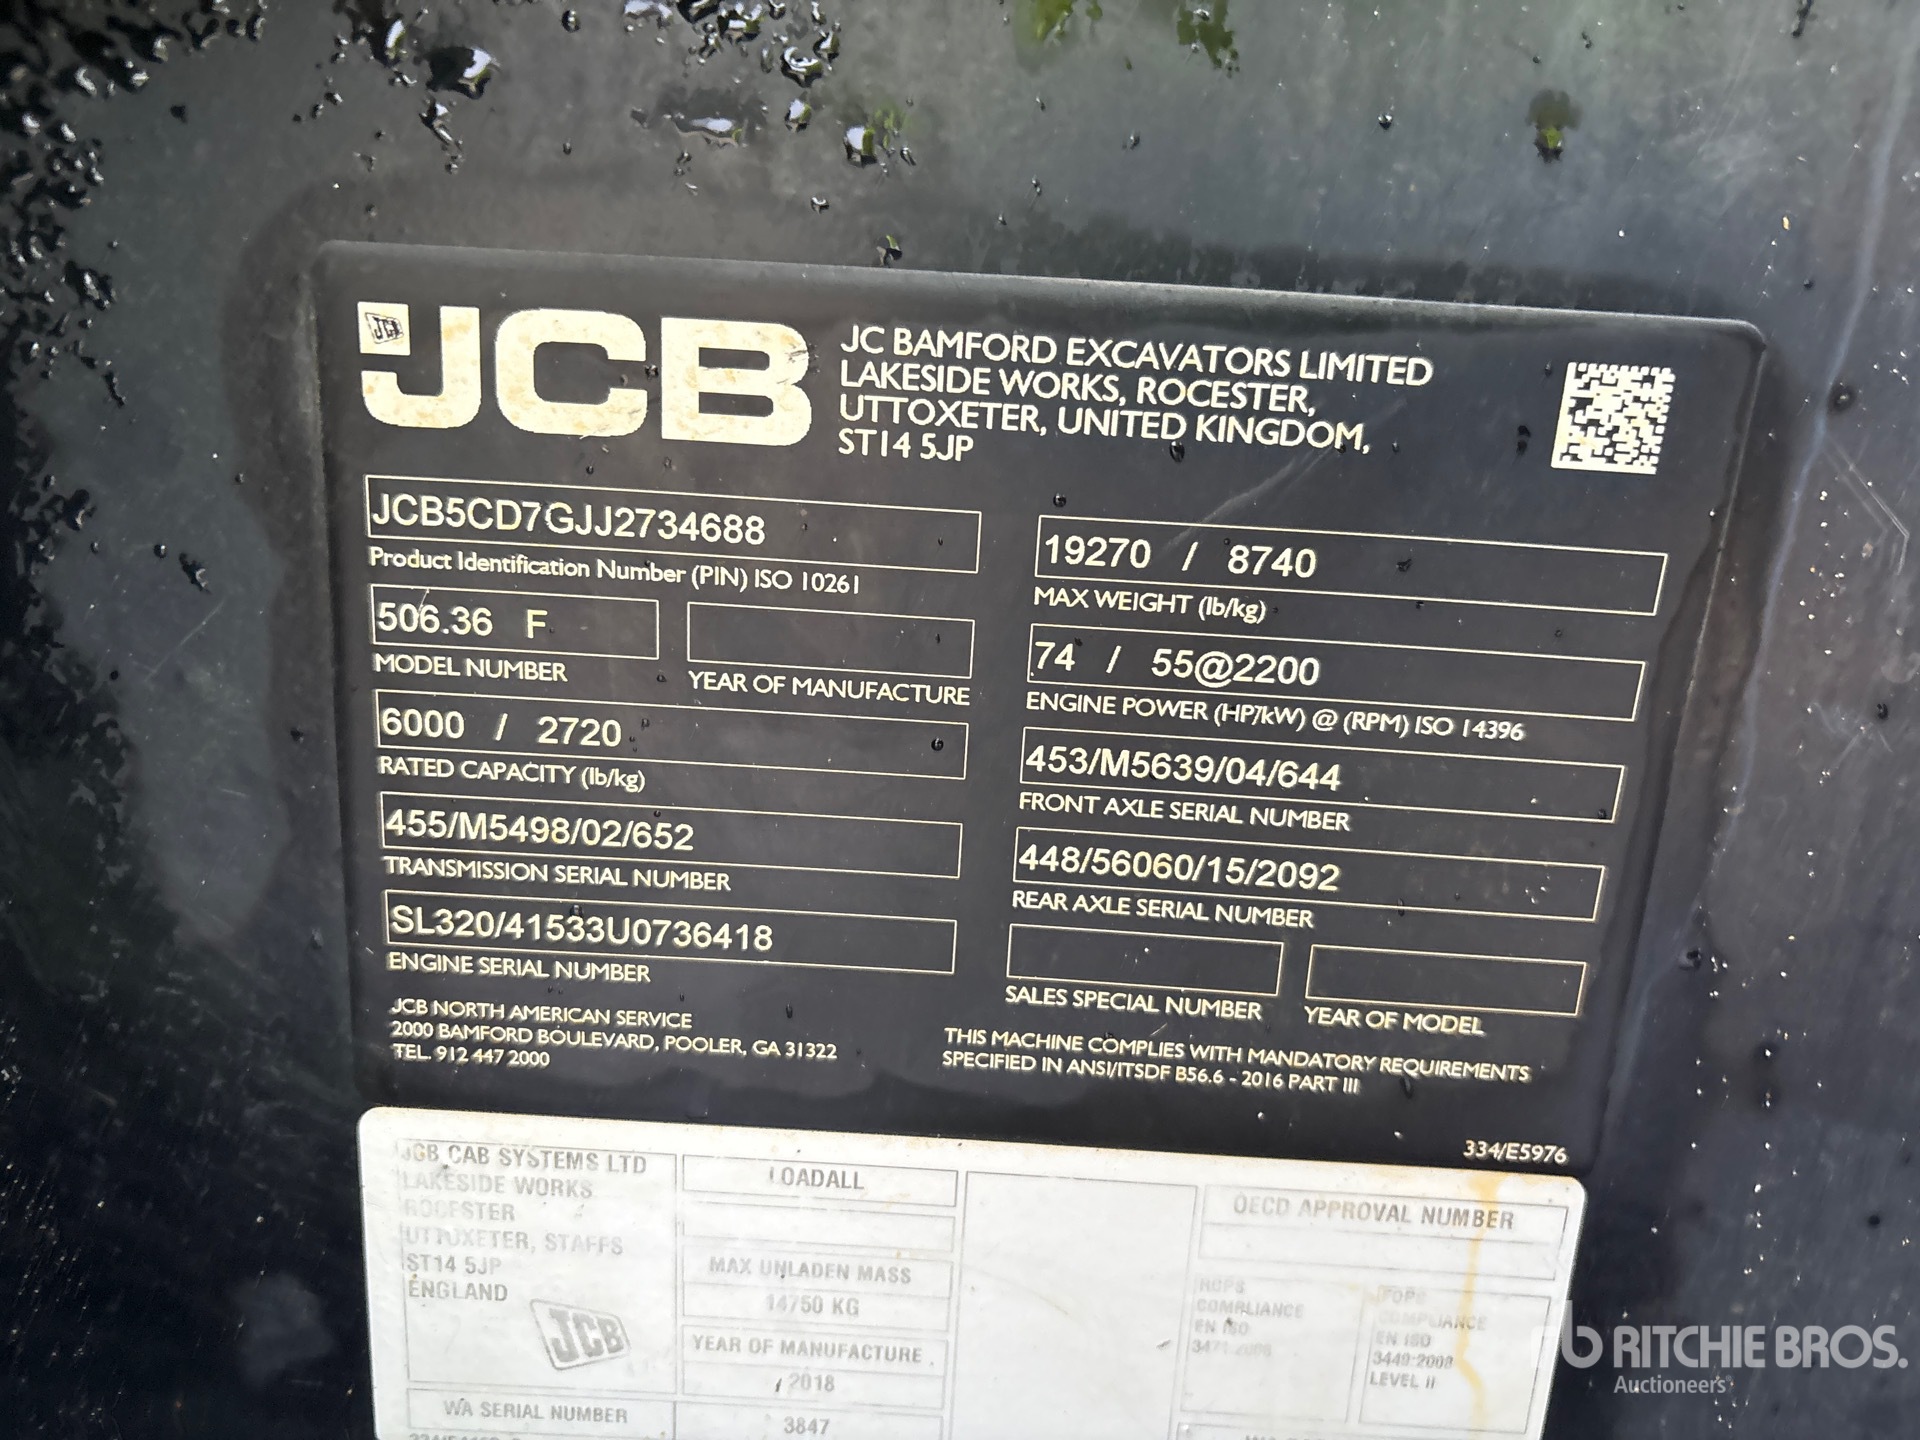 JCB
JCB
JC BAMFORD EXCAVATORS LIMITED
LAKESIDE WORKS, ROCESTER,
UTTOXETER, UNITED KINGDOM,
ST14 5JP
JCB5CD7GJJ2734688
Product Identification Number (PIN) ISO 10261
506.36 F
MODEL NUMBER
YEAR OF MANUFACTURE
6000 / 2720
RATED CAPACITY (lb/kg)
455/M5498/02/652
TRANSMISSION SERIAL NUMBER
SL320/41533U0736418
ENGINE SERIAL NUMBER
JCB NORTH AMERICAN SERVICE
2000 BAMFORD BOULEVARD, POOLER, GA 31322
TEL. 912 447 2000
19270 / 8740
MAX WEIGHT (lb/kg)
74 / 55@2200
ENGINE POWER (HP/kW) @ (RPM) ISO 14396
453/M5639/04/644
FRONT AXLE SERIAL NUMBER
448/56060/15/2092
REAR AXLE SERIAL NUMBER
SALES SPECIAL NUMBER
YEAR OF MODEL
THIS MACHINE COMPLIES WITH MANDATORY REQUIREMENTS
SPECIFIED IN ANSI/ITSDF B56.6 - 2016 PART III
334/E5976
JCB CAB SYSTEMS LTD
LAKESIDE WORKS
ROCESTER
UTTOXETER, STAFFS
ST14 5JP
ENGLAND
JCB
WA SERIAL NUMBER
LOADALL
MAX UNLADEN MASS
14750 KG
YEAR OF MANUFACTURE
2018
3847
OECD APPROVAL NUMBER
ROPS
COMPLIANCE
EN ISO
3471:2008
FOPS
COMPLIANCE
EN ISO
3449:2008
LEVEL II
rb RITCHIE BROS.
Auctioneers